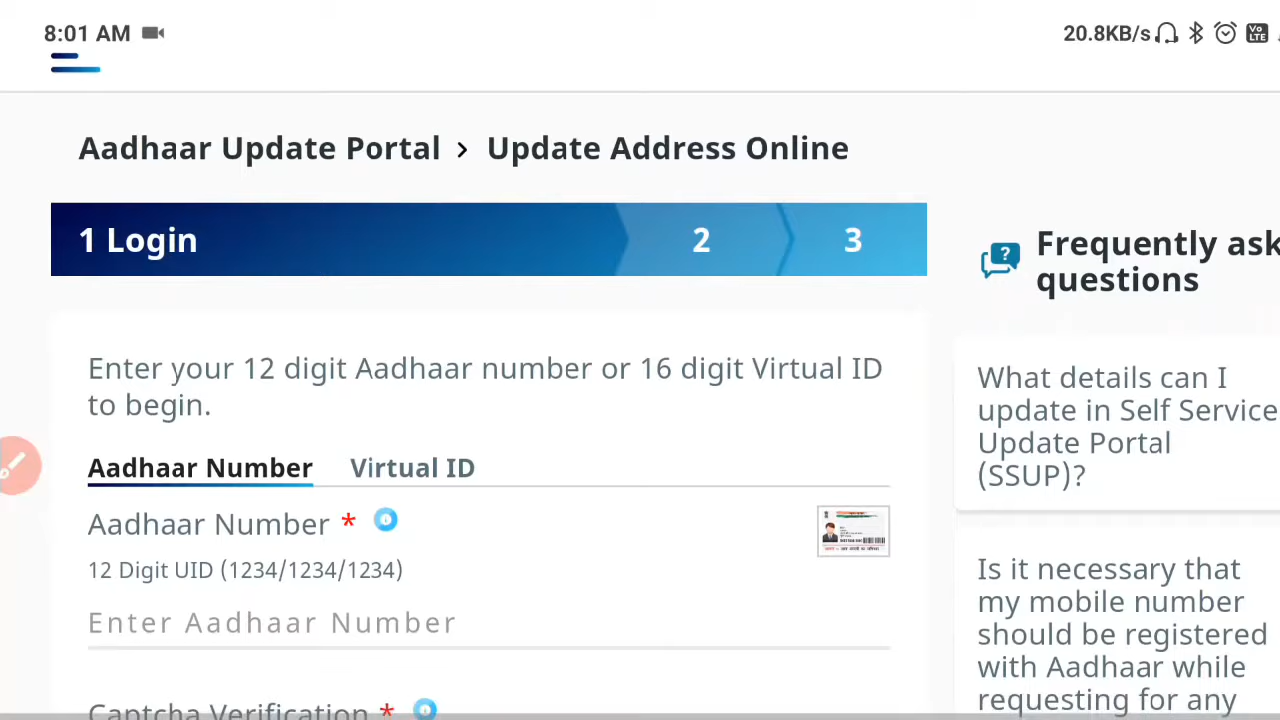 8:01 AM
20.8KB/s
Vo LTE
Aadhaar Update Portal › Update Address Online
1 Login
2
3
Frequently ask
questions
Enter your 12 digit Aadhaar number or 16 digit Virtual ID
to begin.
Aadhaar Number
Virtual ID
Aadhaar Number *
12 Digit UID (1234/1234/1234)
Enter Aadhaar Number
Captcha Verification *
What details can I
update in Self Service
Update Portal
(SSUP)?
Is it necessary that
my mobile number
should be registered
with Aadhaar while
requesting for any